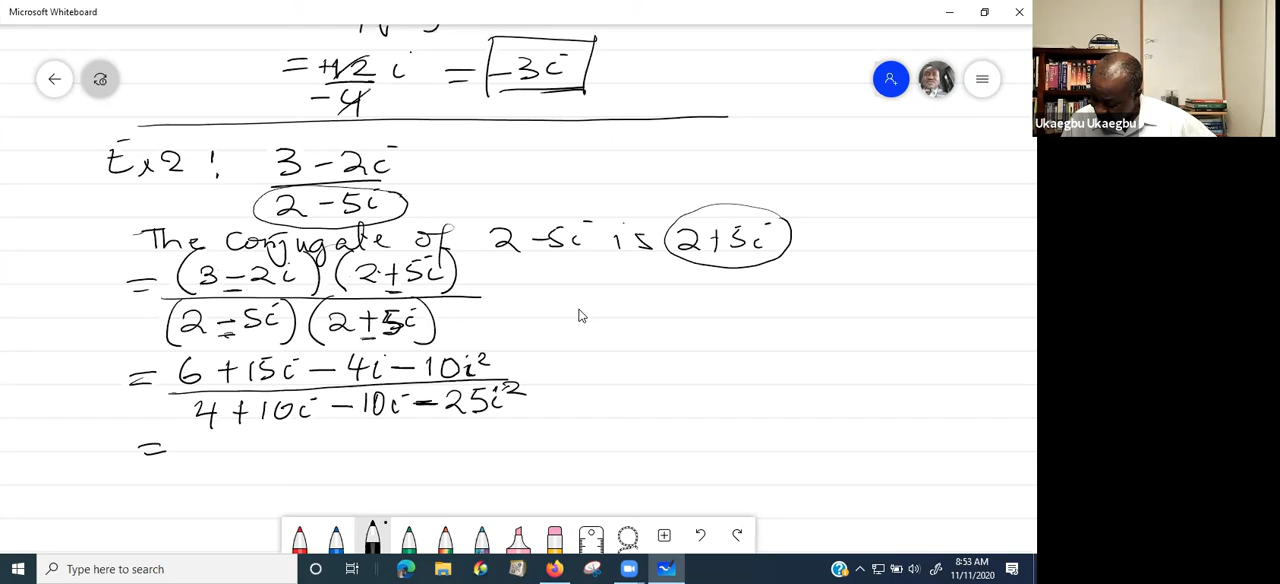 Microsoft Whiteboard
= +12/-4 i = -3i
Ukaegbu Ukaegbu
Ex2 : 3 - 2i
2 - 5i
The conjugate of 2 - 5i is 2+5i
= (3 - 2i) (2 + 5i)
(2 - 5i) (2 + 5i)
= 6 + 15i - 4i - 10i²
4 + 10i - 10i - 25i²
=
Type here to search
8:53 AM
11/11/2020